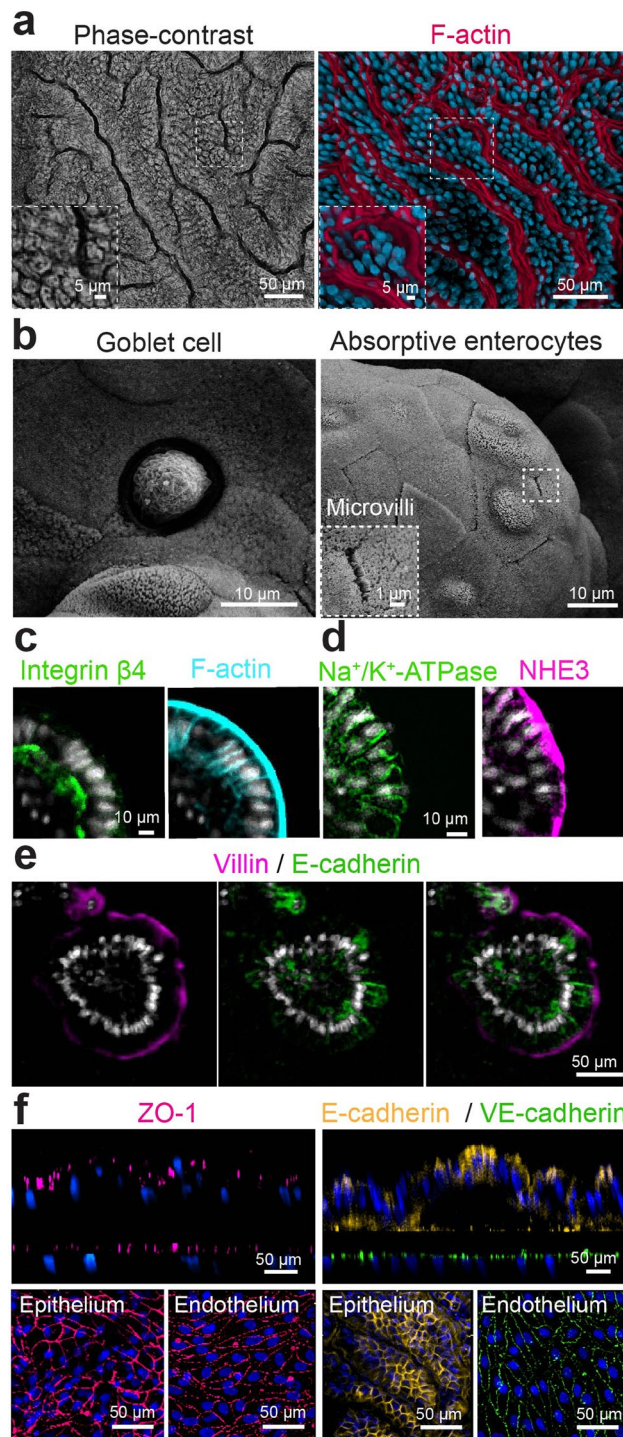 a
Phase-contrast
F-actin
5 µm
50 µm
5 µm
50 µm
b
Goblet cell
Absorptive enterocytes
Microvilli
10 µm
1 µm
10 µm
c
d
Integrin β4
F-actin
Na⁺/K⁺-ATPase
NHE3
10 µm
10 µm
e
Villin / E-cadherin
50 µm
f
ZO-1
E-cadherin / VE-cadherin
50 µm
50 µm
Epithelium
Endothelium
Epithelium
Endothelium
50 µm
50 µm
50 µm
50 µm